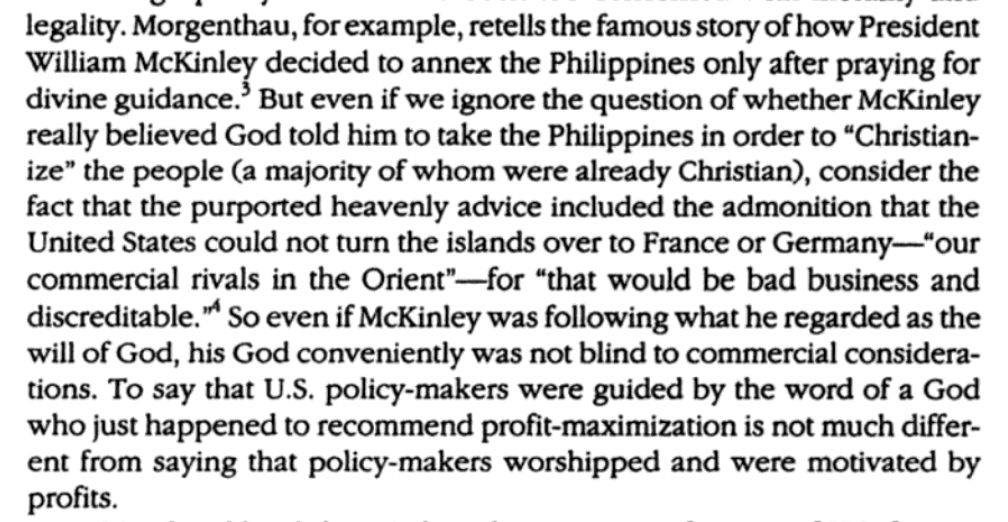 legality. Morgenthau, for example, retells the famous story of how President
William McKinley decided to annex the Philippines only after praying for
divine guidance.³ But even if we ignore the question of whether McKinley
really believed God told him to take the Philippines in order to “Christian-
ize” the people (a majority of whom were already Christian), consider the
fact that the purported heavenly advice included the admonition that the
United States could not turn the islands over to France or Germany—“our
commercial rivals in the Orient”—for “that would be bad business and
discreditable.”⁴ So even if McKinley was following what he regarded as the
will of God, his God conveniently was not blind to commercial considera-
tions. To say that U.S. policy-makers were guided by the word of a God
who just happened to recommend profit-maximization is not much differ-
ent from saying that policy-makers worshipped and were motivated by
profits.